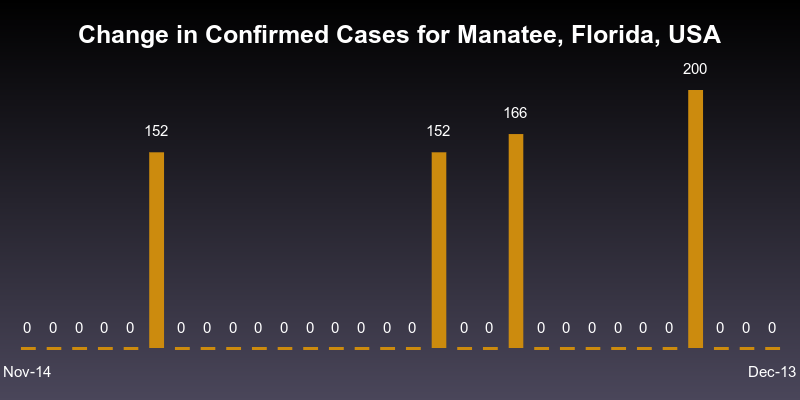 Change in Confirmed Cases for Manatee, Florida, USA
200
166
152 152
0 0 0 0 0 0 0 0 0 0 0 0 0 0 0 0 0 0 0 0 0 0 0 0 0 0
Nov-14 Dec-13